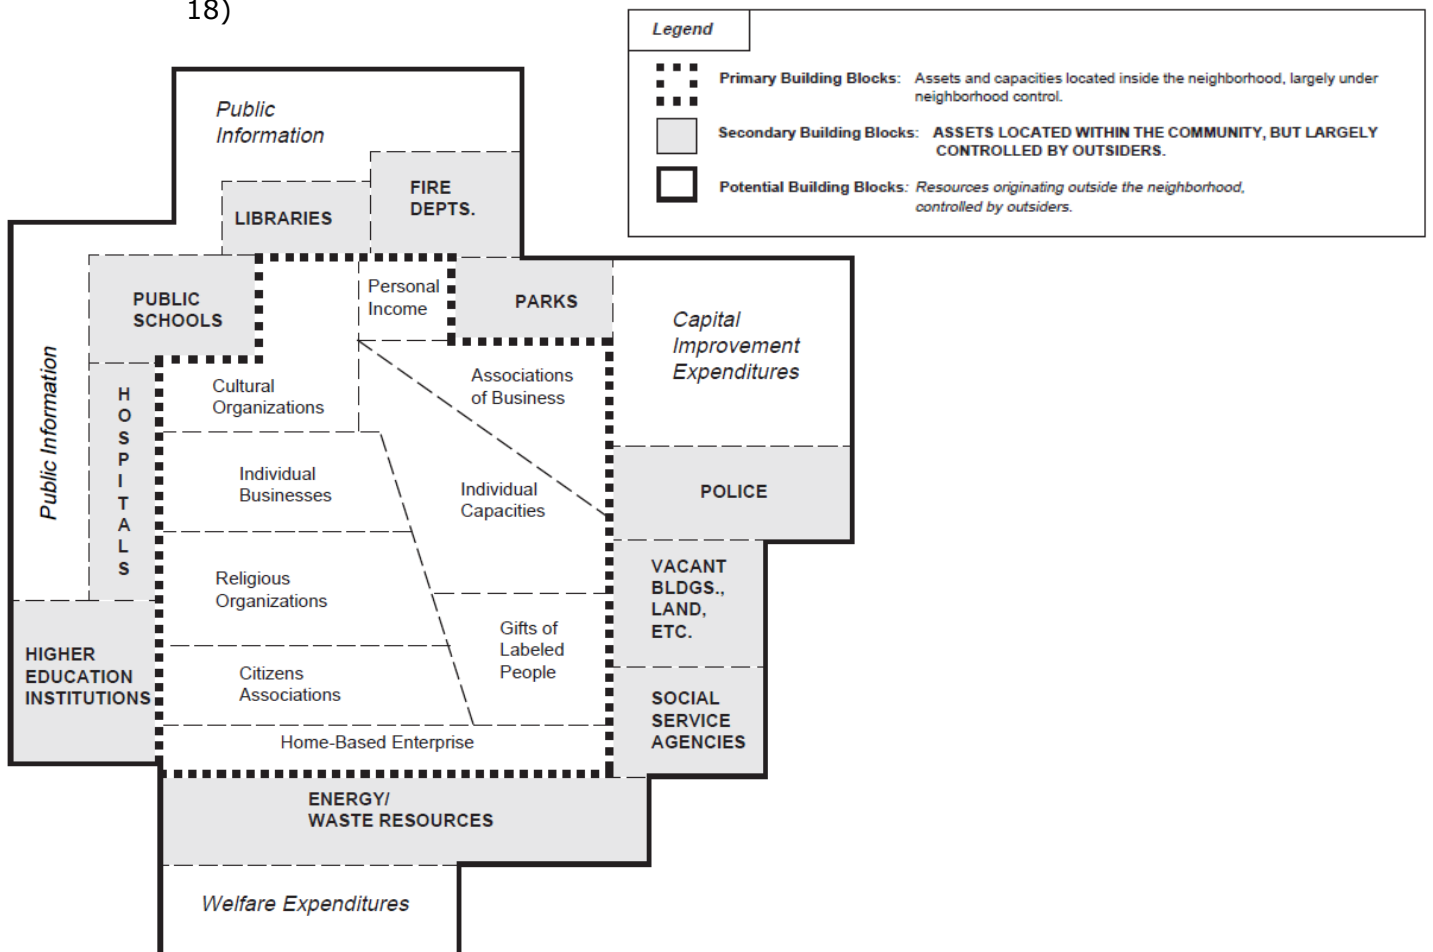 18)
Legend
Primary Building Blocks: Assets and capacities located inside the neighborhood, largely under
neighborhood control.
Secondary Building Blocks: ASSETS LOCATED WITHIN THE COMMUNITY, BUT LARGELY
CONTROLLED BY OUTSIDERS.
Potential Building Blocks: Resources originating outside the neighborhood,
controlled by outsiders.
Public
Information
FIRE
DEPTS.
LIBRARIES
Personal
Income
PARKS
PUBLIC
SCHOOLS
Capital
Improvement
Expenditures
Public Information
HOSPITALS
Cultural
Organizations
Associations
of Business
Individual
Businesses
Individual
Capacities
POLICE
Religious
Organizations
VACANT
BLDGS.,
LAND,
ETC.
Gifts of
Labeled
People
HIGHER
EDUCATION
INSTITUTIONS
Citizens
Associations
SOCIAL
SERVICE
AGENCIES
Home-Based Enterprise
ENERGY/
WASTE RESOURCES
Welfare Expenditures